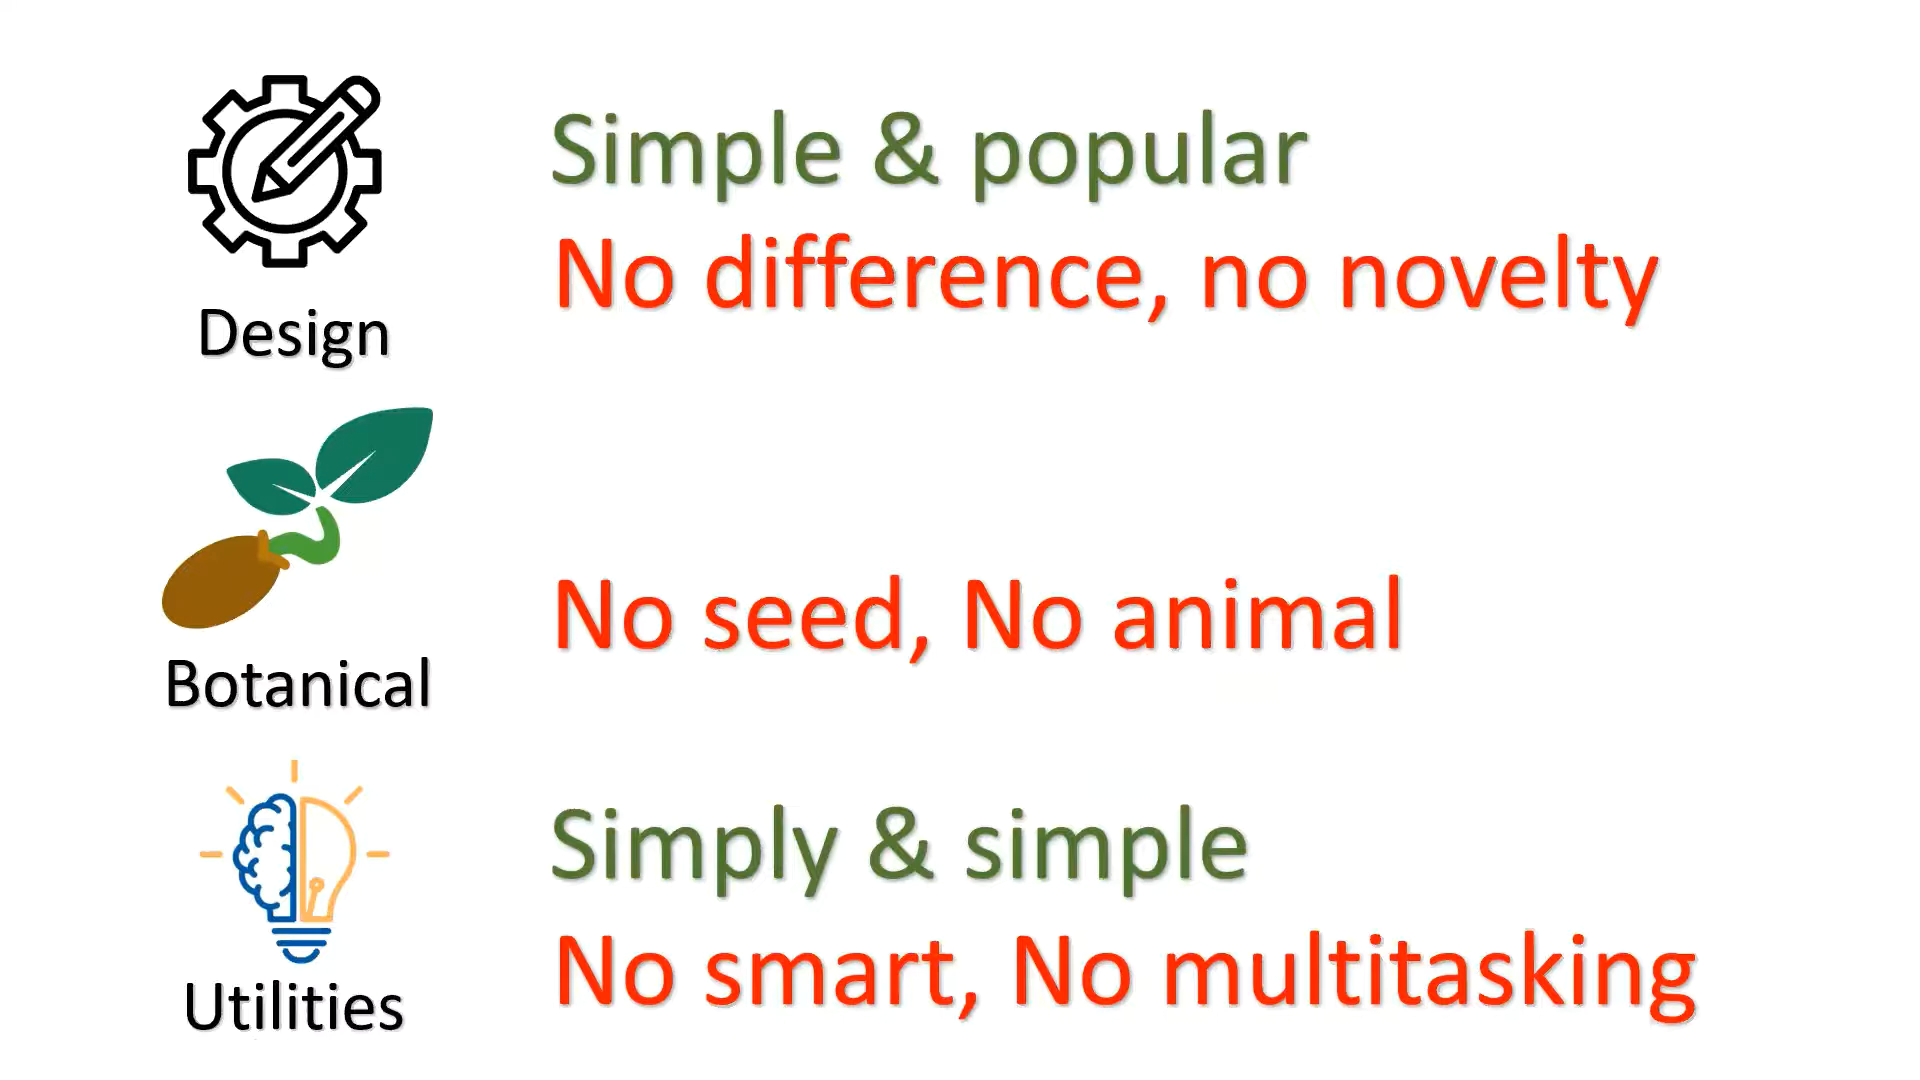 Simple & popular
No difference, no novelty
Design
No seed, No animal
Botanical
Simply & simple
No smart, No multitasking
Utilities